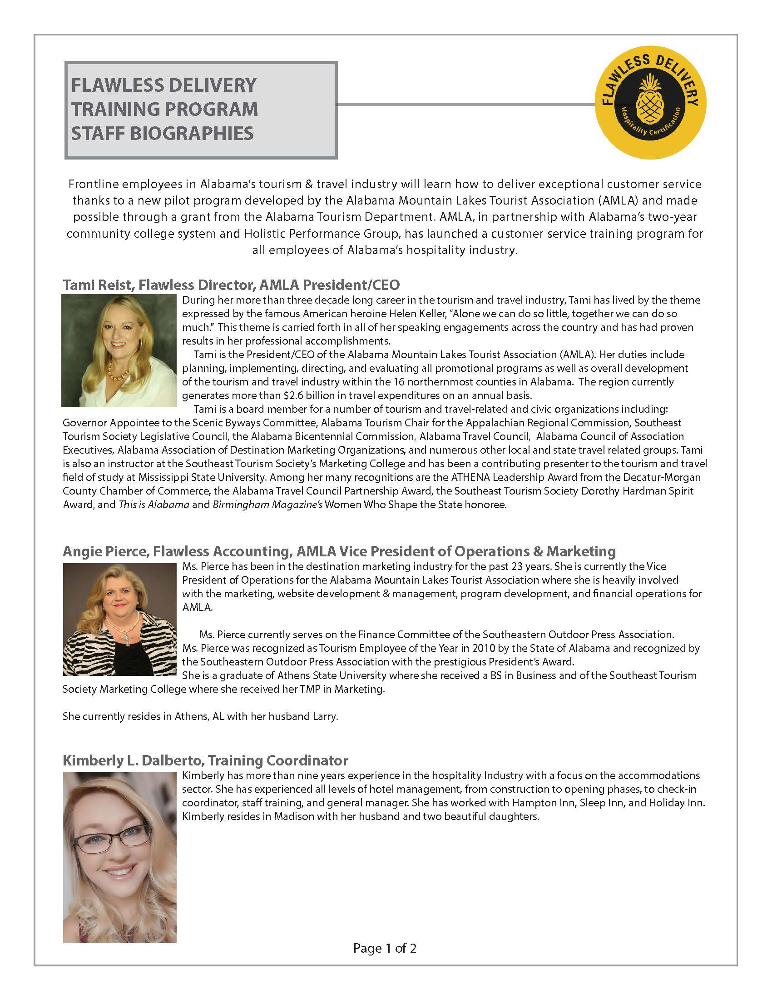 FLAWLESS DELIVERY
TRAINING PROGRAM
STAFF BIOGRAPHIES
FLAWLESS DELIVERY
Hospitality Certification
Frontline employees in Alabama’s tourism & travel industry will learn how to deliver exceptional customer service
thanks to a new pilot program developed by the Alabama Mountain Lakes Tourist Association (AMLA) and made
possible through a grant from the Alabama Tourism Department. AMLA, in partnership with Alabama’s two-year
community college system and Holistic Performance Group, has launched a customer service training program for
all employees of Alabama’s hospitality industry.
Tami Reist, Flawless Director, AMLA President/CEO
During her more than three decade long career in the tourism and travel industry, Tami has lived by the theme
expressed by the famous American heroine Helen Keller, “Alone we can do so little, together we can do so
much.” This theme is carried forth in all of her speaking engagements across the country and has had proven
results in her professional accomplishments.
Tami is the President/CEO of the Alabama Mountain Lakes Tourist Association (AMLA). Her duties include
planning, implementing, directing, and evaluating all promotional programs as well as overall development
of the tourism and travel industry within the 16 northernmost counties in Alabama. The region currently
generates more than $2.6 billion in travel expenditures on an annual basis.
Tami is a board member for a number of tourism and travel-related and civic organizations including:
Governor Appointee to the Scenic Byways Committee, Alabama Tourism Chair for the Appalachian Regional Commission, Southeast
Tourism Society Legislative Council, the Alabama Bicentennial Commission, Alabama Travel Council, Alabama Council of Association
Executives, Alabama Association of Destination Marketing Organizations, and numerous other local and state travel related groups. Tami
is also an instructor at the Southeast Tourism Society’s Marketing College and has been a contributing presenter to the tourism and travel
field of study at Mississippi State University. Among her many recognitions are the ATHENA Leadership Award from the Decatur-Morgan
County Chamber of Commerce, the Alabama Travel Council Partnership Award, the Southeast Tourism Society Dorothy Hardman Spirit
Award, and This is Alabama and Birmingham Magazine’s Women Who Shape the State honoree.
Angie Pierce, Flawless Accounting, AMLA Vice President of Operations & Marketing
Ms. Pierce has been in the destination marketing industry for the past 23 years. She is currently the Vice
President of Operations for the Alabama Mountain Lakes Tourist Association where she is heavily involved
with the marketing, website development & management, program development, and financial operations for
AMLA.
Ms. Pierce currently serves on the Finance Committee of the Southeastern Outdoor Press Association.
Ms. Pierce was recognized as Tourism Employee of the Year in 2010 by the State of Alabama and recognized by
the Southeastern Outdoor Press Association with the prestigious President’s Award.
She is a graduate of Athens State University where she received a BS in Business and of the Southeast Tourism
Society Marketing College where she received her TMP in Marketing.
She currently resides in Athens, AL with her husband Larry.
Kimberly L. Dalberto, Training Coordinator
Kimberly has more than nine years experience in the hospitality Industry with a focus on the accommodations
sector. She has experienced all levels of hotel management, from construction to opening phases, to check-in
coordinator, staff training, and general manager. She has worked with Hampton Inn, Sleep Inn, and Holiday Inn.
Kimberly resides in Madison with her husband and two beautiful daughters.
Page 1 of 2